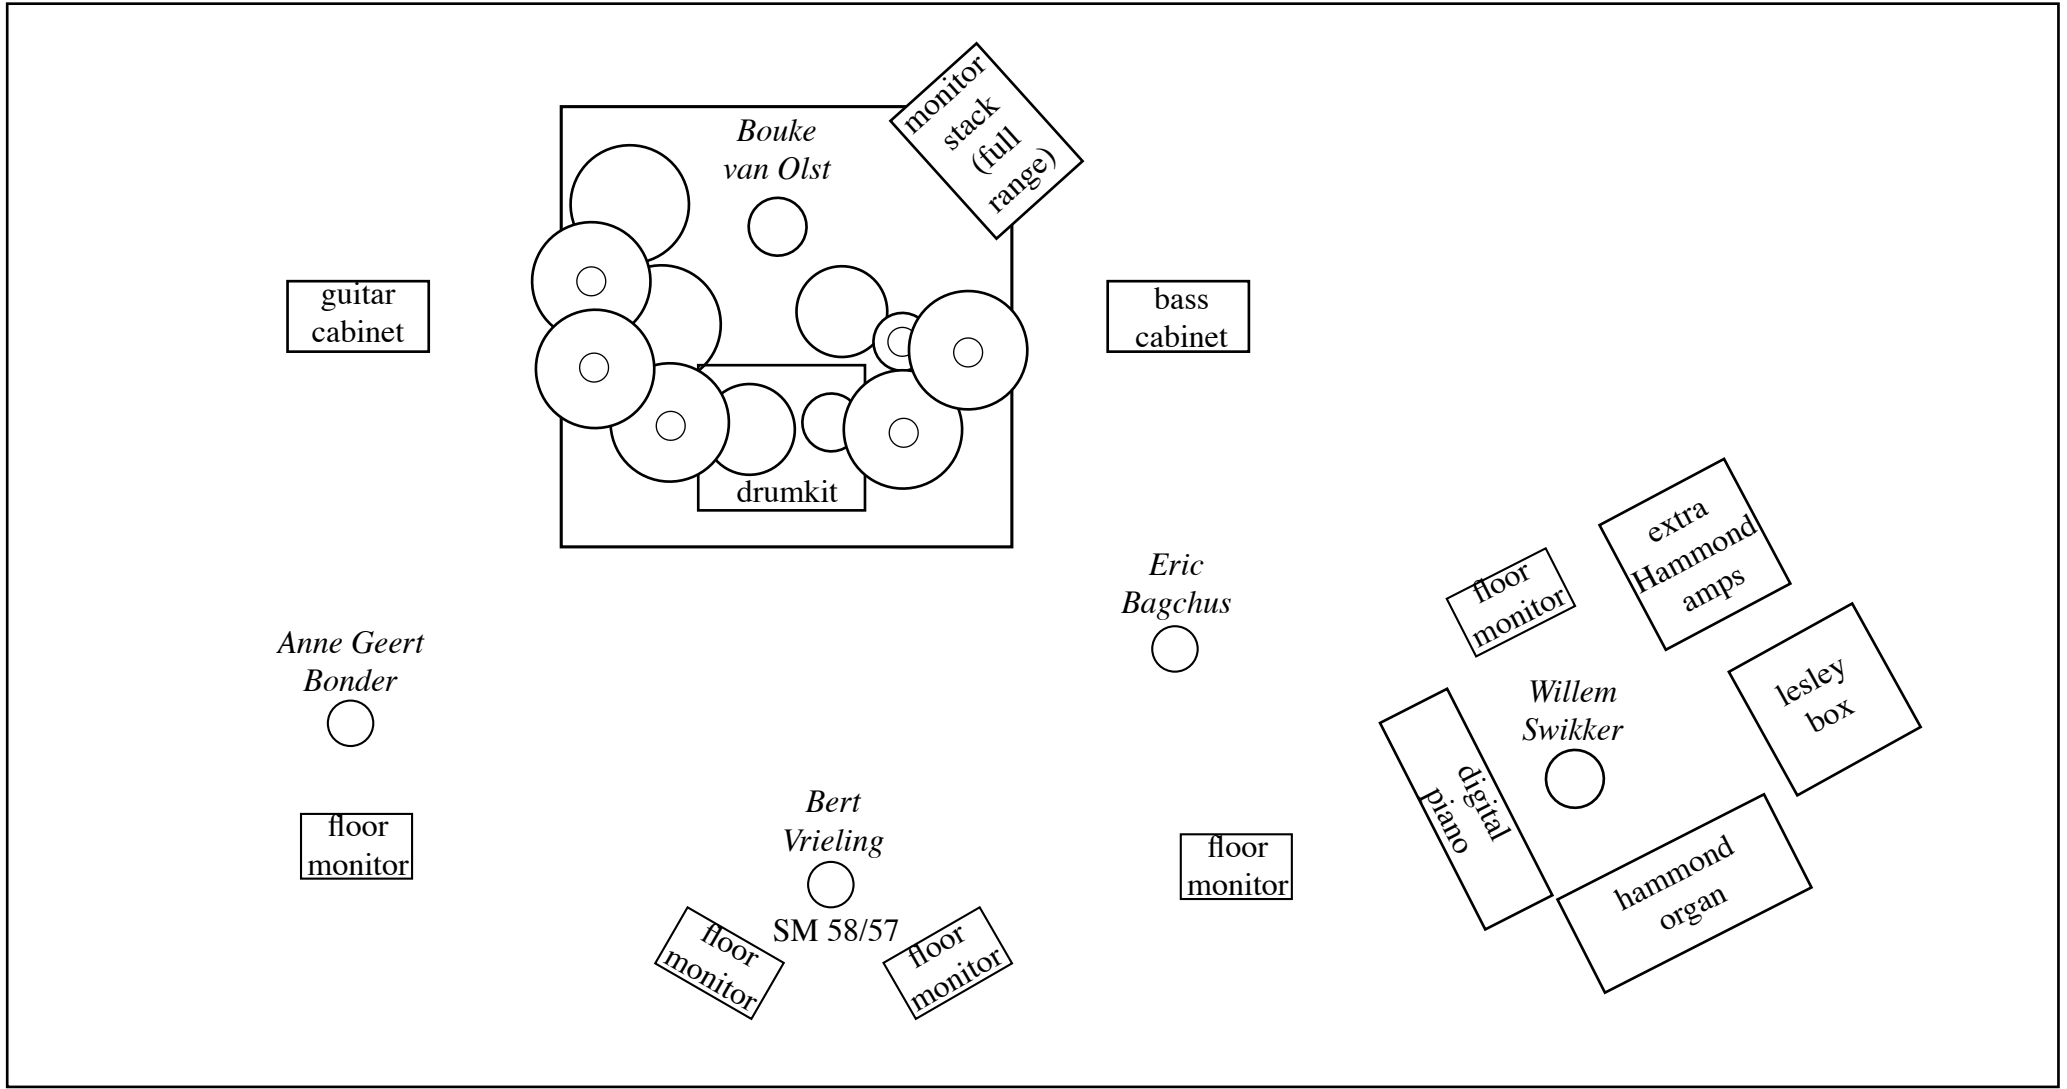 monitor
stack
(full
range)
Bouke
van Olst
guitar
cabinet
bass
cabinet
drumkit
extra
Hammond
amps
Eric
Bagchus
floor
monitor
Anne Geert
Bonder
lesley
box
Willem
Swikker
digital
piano
Bert
Vrieling
floor
monitor
floor
monitor
hammond
organ
SM 58/57
floor
monitor
floor
monitor